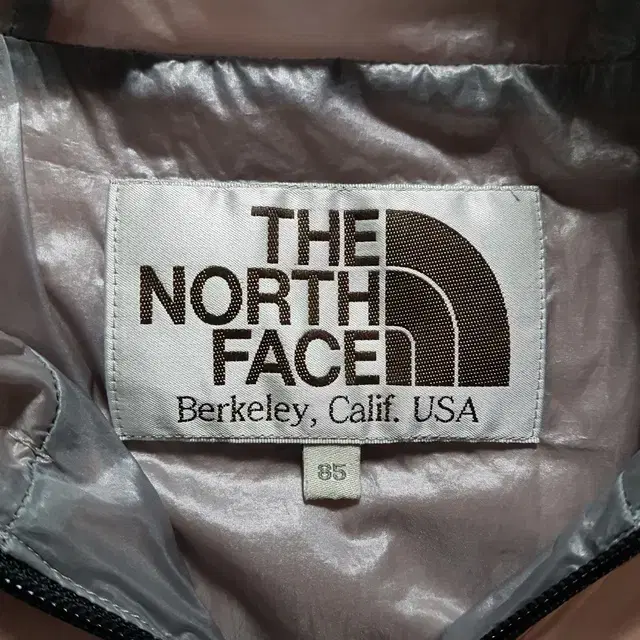 THE
NORTH
FACE
Berkeley, Calif. USA
85